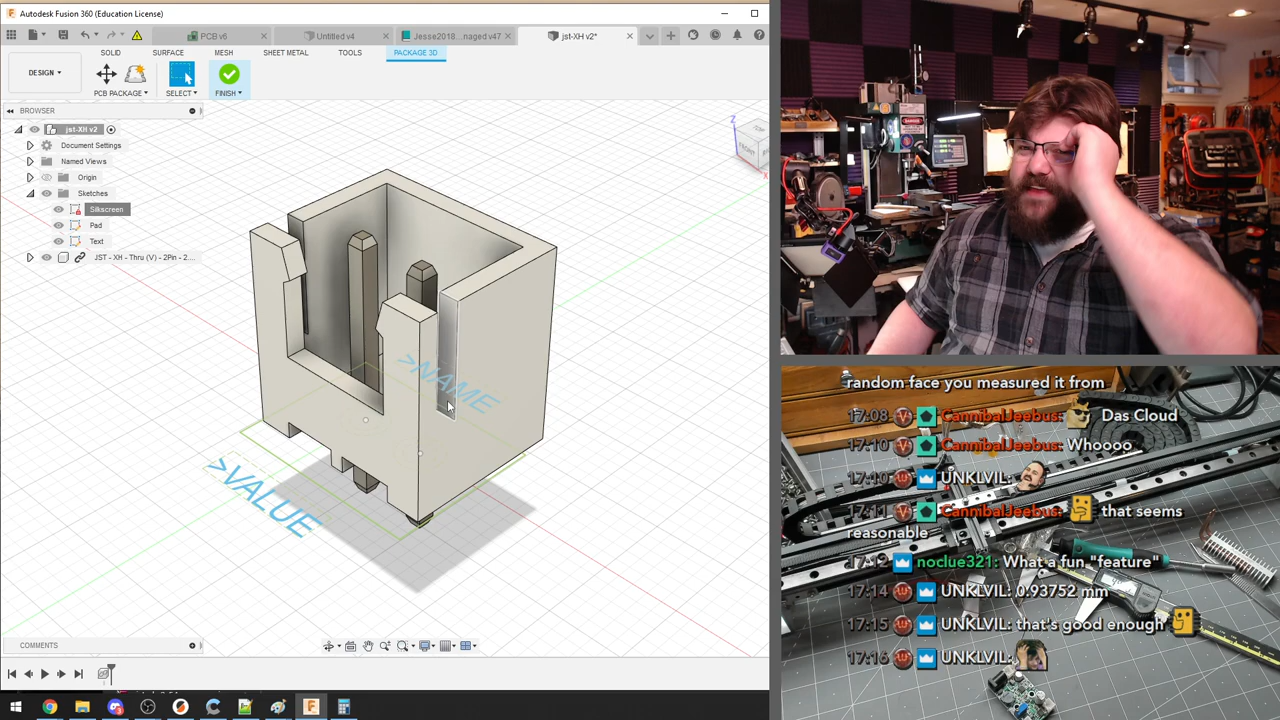 Autodesk Fusion 360 (Education License)
PCB v6
Untitled v4
Jesse2018...naged v47
jst-XH v2*
SOLID
SURFACE
MESH
SHEET METAL
TOOLS
PACKAGE 3D
DESIGN
PCB PACKAGE
SELECT
FINISH
BROWSER
jst-XH v2
Document Settings
Named Views
Origin
Sketches
Silkscreen
Pad
Text
JST - XH - Thru (V) - 2Pin - 2....
Z
>NAME
>VALUE
COMMENTS
random face you measured it from
17:08 CannibalJeebus: Das Cloud
17:10 CannibalJeebus: Whoooo
17:10 UNKLVIL:
17:11 CannibalJeebus: that seems
reasonable
17:12 noclue321: What a fun "feature"
17:14 UNKLVIL: 0.93752 mm
17:15 UNKLVIL: that's good enough
17:16 UNKLVIL: